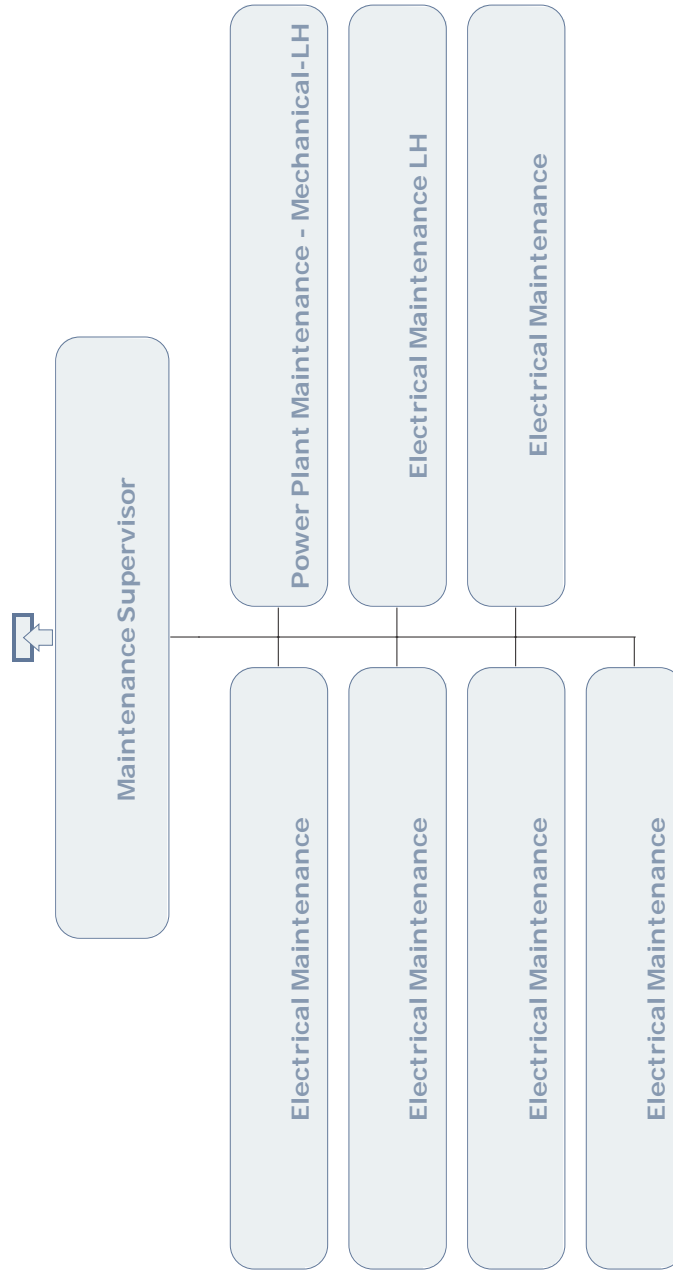 Maintenance Supervisor
Electrical Maintenance
Power Plant Maintenance - Mechanical-LH
Electrical Maintenance
Electrical Maintenance LH
Electrical Maintenance
Electrical Maintenance
Electrical Maintenance